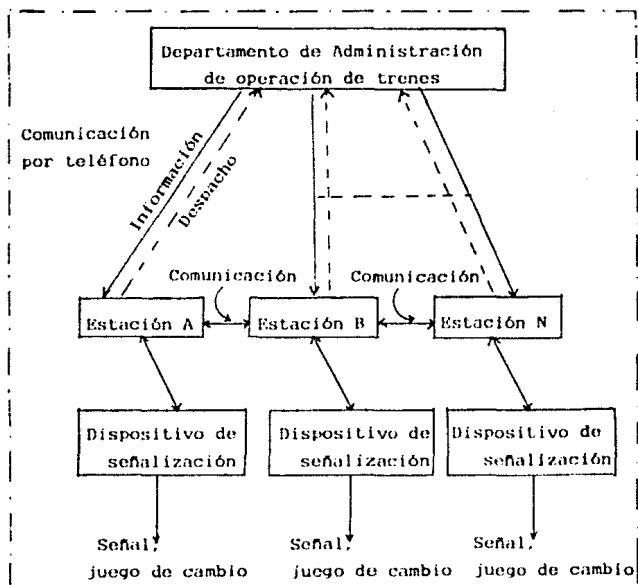 Departamento de Administración
de operación de trenes
Comunicación
por teléfono
Información
Despacho
Comunicación
Comunicación
Estación A
Estación B
Estación N
Dispositivo de
señalización
Dispositivo de
señalización
Dispositivo de
señalización
Señal,
juego de cambio
Señal,
juego de cambio
Señal,
juego de cambio